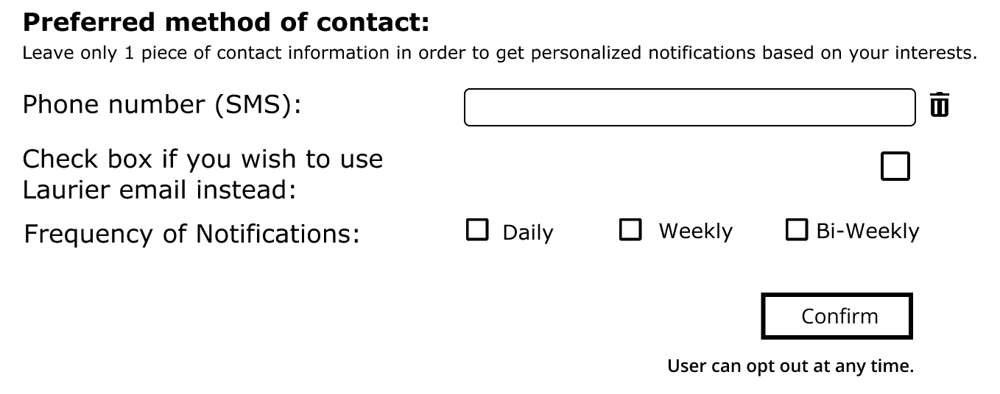 Preferred method of contact:
Leave only 1 piece of contact information in order to get personalized notifications based on your interests.
Phone number (SMS):
Check box if you wish to use
Laurier email instead:
Frequency of Notifications: Daily Weekly Bi-Weekly
Confirm
User can opt out at any time.